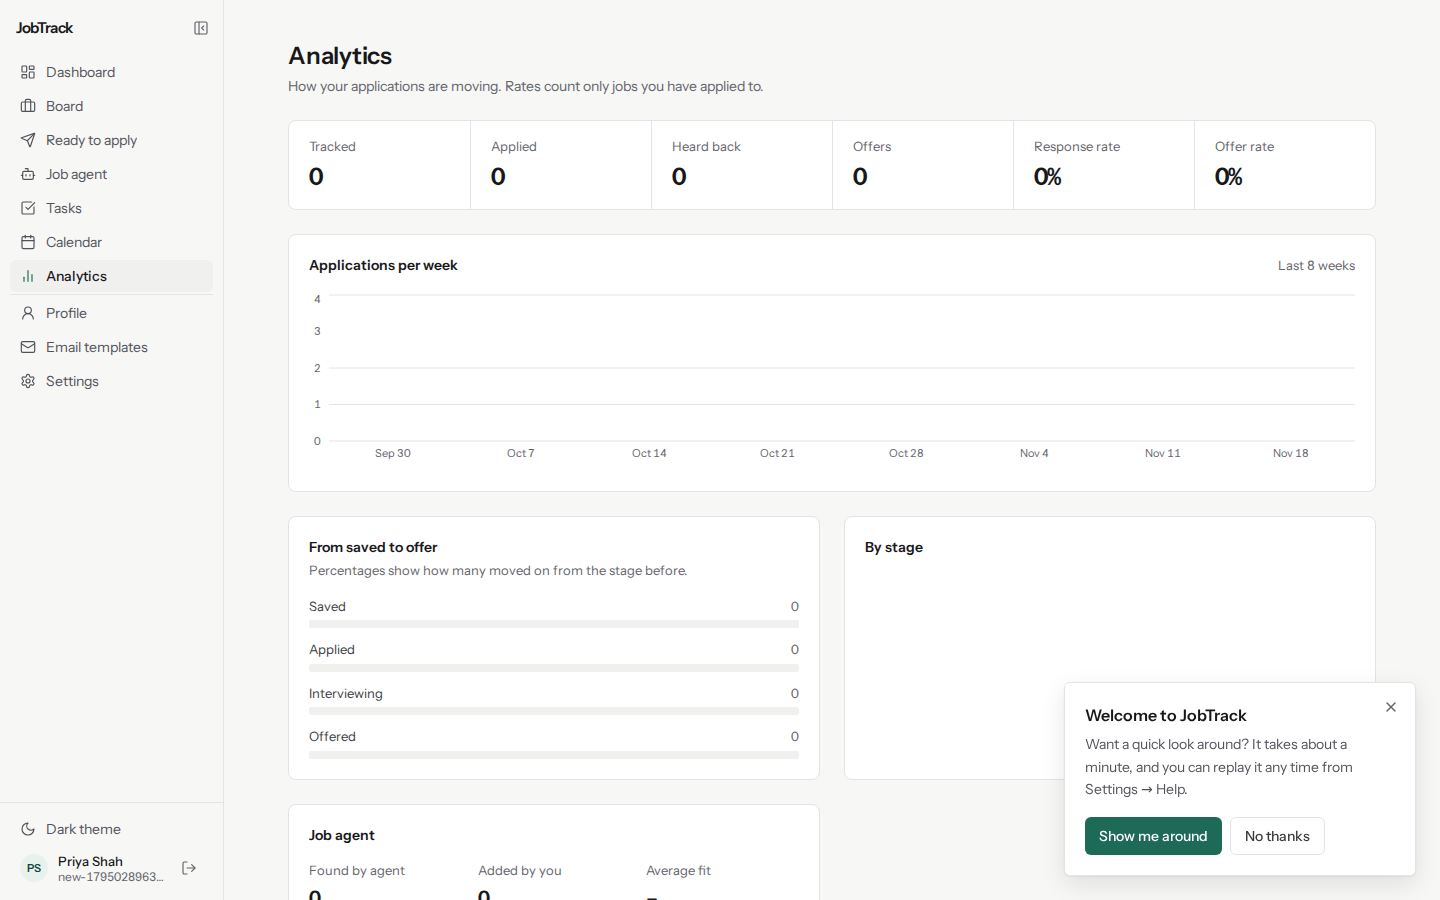 JobTrack
Dashboard
Board
Ready to apply
Job agent
Tasks
Calendar
Analytics
Profile
Email templates
Settings
Dark theme
PS
Priya Shah
new-1795028963...
Analytics
How your applications are moving. Rates count only jobs you have applied to.
Tracked
0
Applied
0
Heard back
0
Offers
0
Response rate
0%
Offer rate
0%
Applications per week
Last 8 weeks
4
3
2
1
0
Sep 30
Oct 7
Oct 14
Oct 21
Oct 28
Nov 4
Nov 11
Nov 18
From saved to offer
Percentages show how many moved on from the stage before.
Saved
0
Applied
0
Interviewing
0
Offered
0
By stage
Job agent
Found by agent
0
Added by you
0
Average fit
–
Welcome to JobTrack
Want a quick look around? It takes about a
minute, and you can replay it any time from
Settings → Help.
Show me around
No thanks